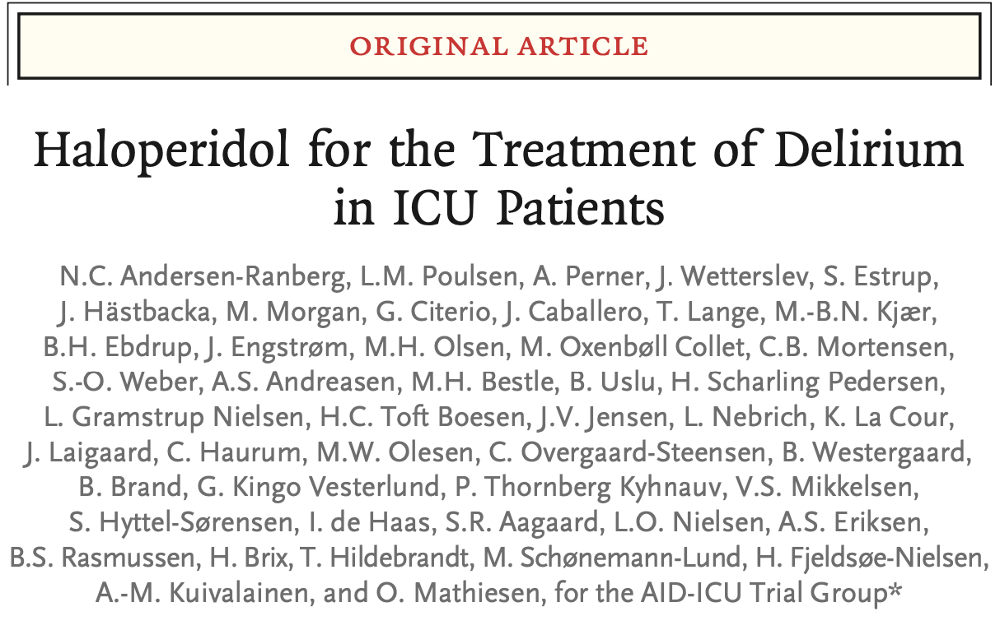 ORIGINAL ARTICLE
Haloperidol for the Treatment of Delirium
in ICU Patients
N.C. Andersen-Ranberg, L.M. Poulsen, A. Perner, J. Wetterslev, S. Estrup,
J. Hästbacka, M. Morgan, G. Citerio, J. Caballero, T. Lange, M.-B.N. Kjær,
B.H. Ebdrup, J. Engstrøm, M.H. Olsen, M. Oxenbøll Collet, C.B. Mortensen,
S.-O. Weber, A.S. Andreasen, M.H. Bestle, B. Uslu, H. Scharling Pedersen,
L. Gramstrup Nielsen, H.C. Toft Boesen, J.V. Jensen, L. Nebrich, K. La Cour,
J. Laigaard, C. Haurum, M.W. Olesen, C. Overgaard-Steensen, B. Westergaard,
B. Brand, G. Kingo Vesterlund, P. Thornberg Kyhnauv, V.S. Mikkelsen,
S. Hyttel-Sørensen, I. de Haas, S.R. Aagaard, L.O. Nielsen, A.S. Eriksen,
B.S. Rasmussen, H. Brix, T. Hildebrandt, M. Schønemann-Lund, H. Fjeldsøe-Nielsen,
A.-M. Kuivalainen, and O. Mathiesen, for the AID-ICU Trial Group*